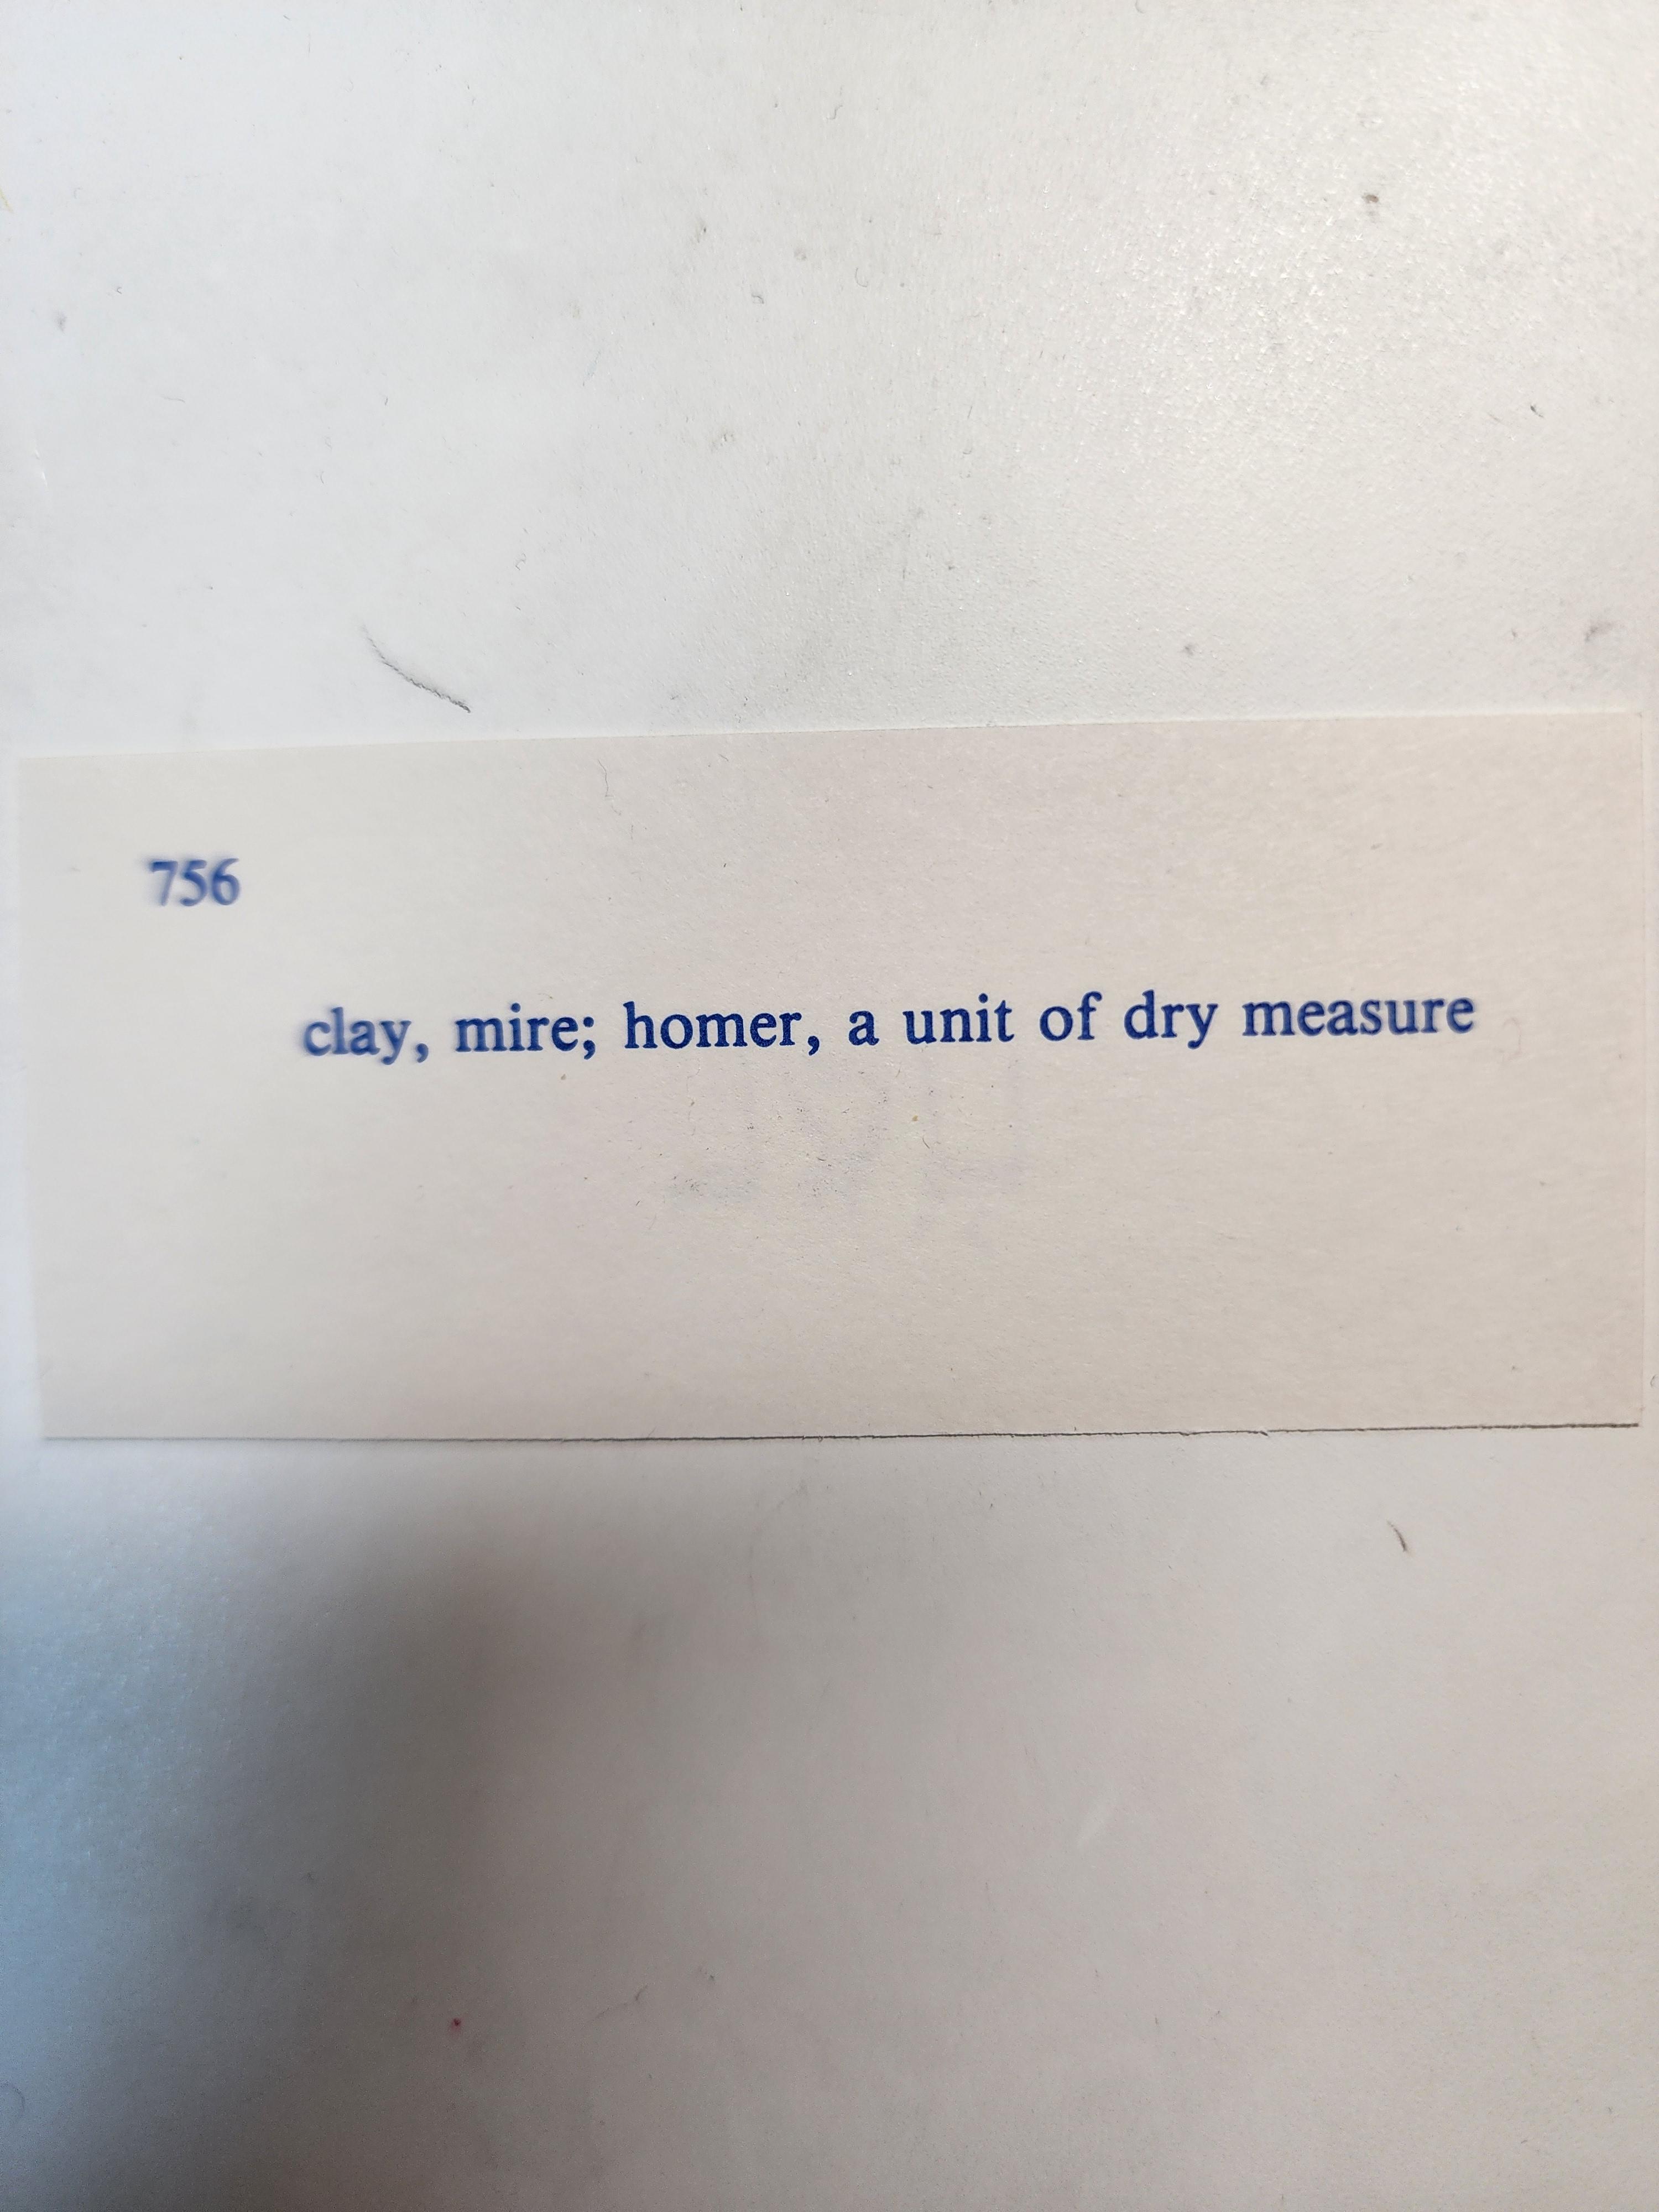 756
clay, mire; homer, a unit of dry measure